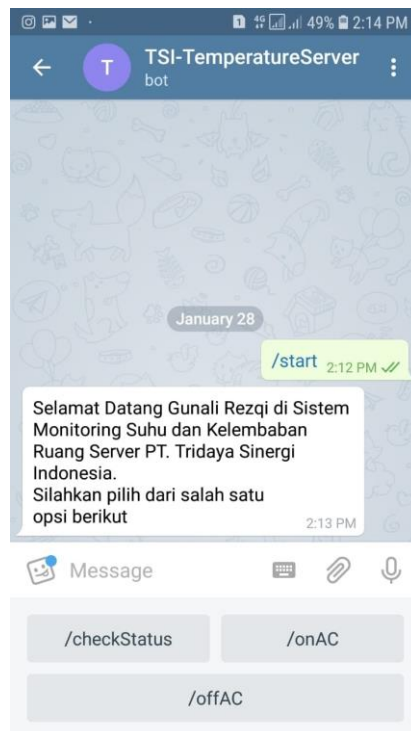 1 4G 49% 2:14 PM
T
TSI-TemperatureServer
bot
January 28
/start 2:12 PM
Selamat Datang Gunali Rezqi di Sistem
Monitoring Suhu dan Kelembaban
Ruang Server PT. Tridaya Sinergi
Indonesia.
Silahkan pilih dari salah satu
opsi berikut
2:13 PM
Message
/checkStatus /onAC
/offAC